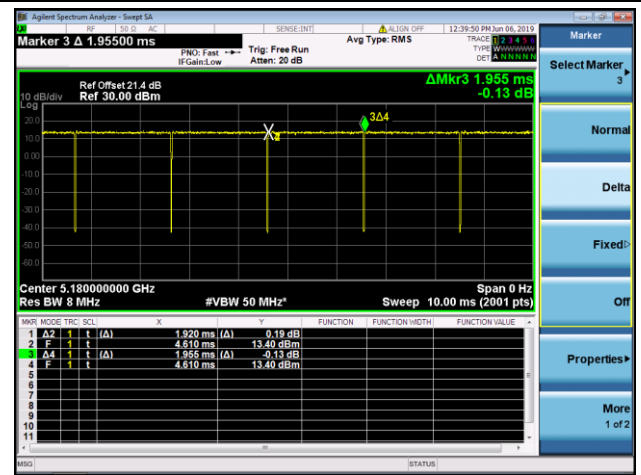 Agilent Spectrum Analyzer - Swept SA
RF 50 Ω AC SENSE:INT ALIGN OFF 12:39:50 PM Jun 06, 2019
Marker 3 Δ 1.95500 ms
PNO: Fast
IFGain:Low
Trig: Free Run
Atten: 20 dB
Avg Type: RMS
TRACE 1 2 3 4 5 6
TYPE WWWWWW
DET A N N N N N
Ref Offset 21.4 dB
Ref 30.00 dBm
10 dB/div
Log
ΔMkr3 1.955 ms
-0.13 dB
3Δ4
20.0
10.0
0.00
-10.0
-20.0
-30.0
-40.0
-50.0
-60.0
Center 5.180000000 GHz
Res BW 8 MHz
#VBW 50 MHz*
Span 0 Hz
Sweep 10.00 ms (2001 pts)
MKR MODE TRC SCL X Y FUNCTION FUNCTION WIDTH FUNCTION VALUE
1 Δ2 1 t (Δ) 1.920 ms (Δ) 0.19 dB
2 F 1 t 4.610 ms 13.40 dBm
3 Δ4 1 t (Δ) 1.955 ms (Δ) -0.13 dB
4 F 1 t 4.610 ms 13.40 dBm
5
6
7
8
9
10
11
MSG STATUS
Marker
Select Marker
3
Normal
Delta
Fixed
Off
Properties
More
1 of 2